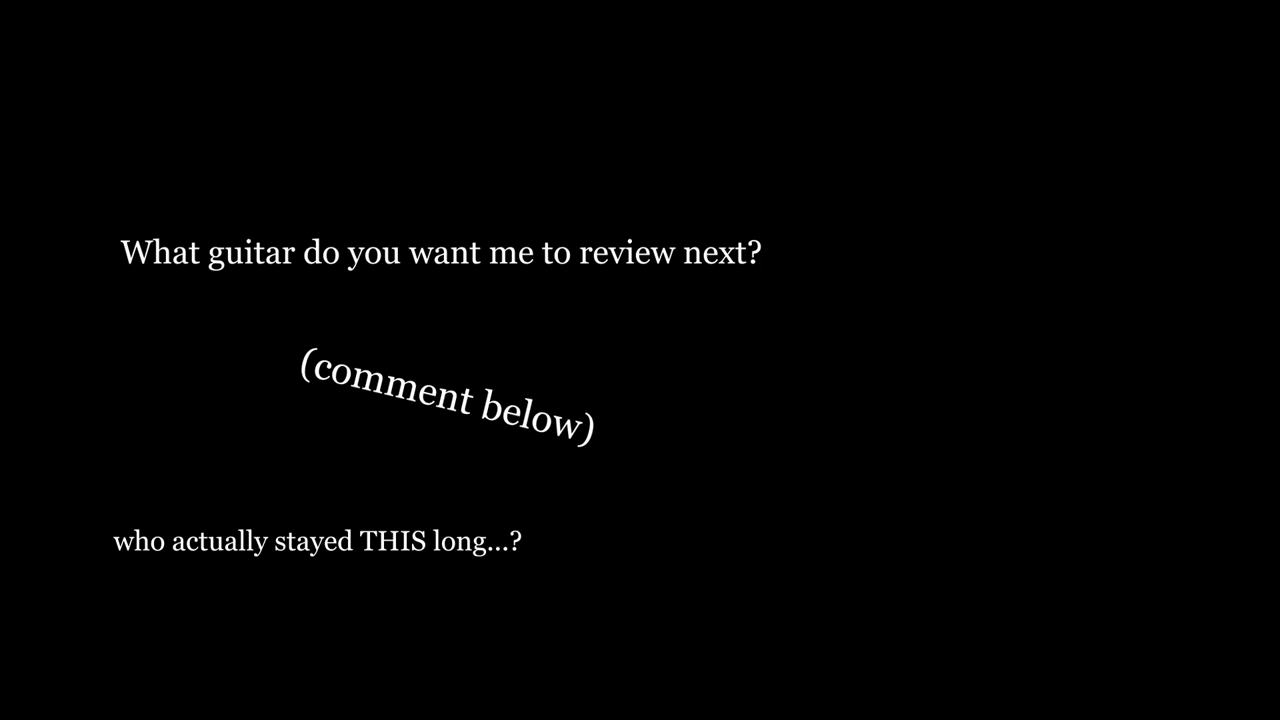 What guitar do you want me to review next?
(comment below)
who actually stayed THIS long...?